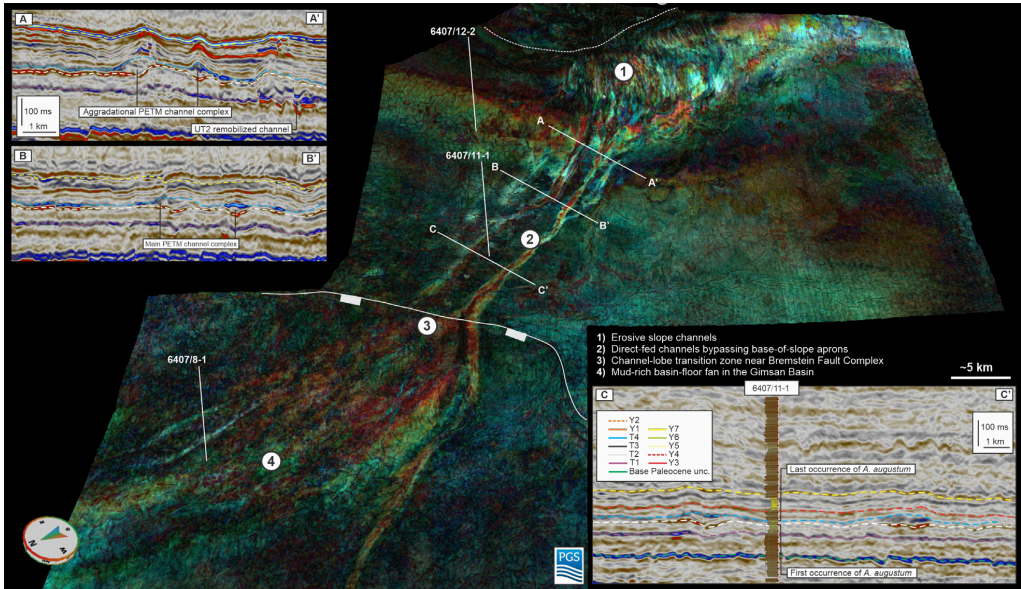 A
A'
Aggradational PETM channel complex
UT2 remobilized channel
100 ms
1 km
B
B'
Main PETM channel complex
6407/12-2
1
A
6407/11-1
B
A'
2
B'
C
C'
3
6407/8-1
4
1) Erosive slope channels
2) Direct-fed channels bypassing base-of-slope aprons
3) Channel-lobe transition zone near Bremstein Fault Complex
4) Mud-rich basin-floor fan in the Gimsan Basin
~5 km
C
6407/11-1
C'
Y2
Y1 Y7
T4 Y6
T3 Y5
T2 Y4
T1 Y3
Base Paleocene unc.
100 ms
1 km
Last occurrence of A. augustum
First occurrence of A. augustum
N
W
PGS